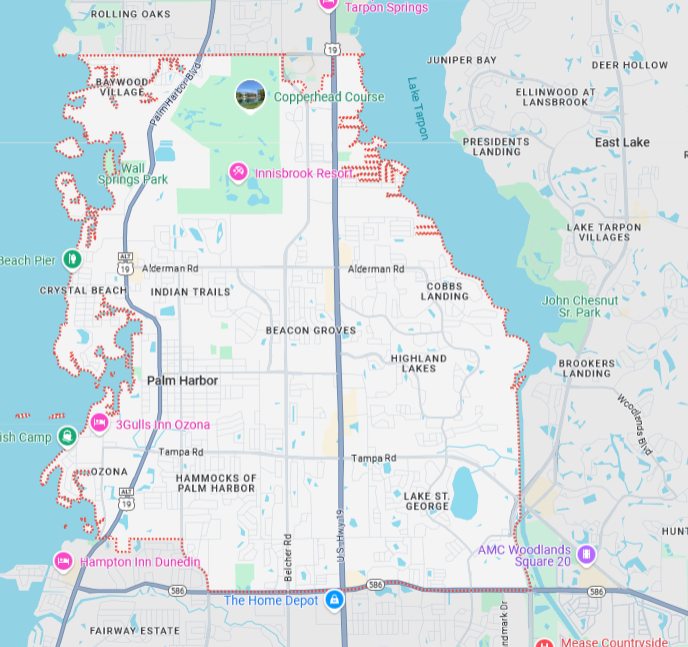 ROLLING OAKS
Tarpon Springs
19
JUNIPER BAY
DEER HOLLOW
BAYWOOD
VILLAGE
Palm Harbor Blvd
Copperhead Course
Lake Tarpon
ELLINWOOD AT
LANSBROOK
PRESIDENTS
LANDING
East Lake
Wall
Springs Park
Innisbrook Resort
LAKE TARPON
VILLAGES
Beach Pier
ALT
19
Alderman Rd
Alderman Rd
CRYSTAL BEACH
INDIAN TRAILS
COBBS
LANDING
John Chesnut
Sr. Park
BEACON GROVES
HIGHLAND
LAKES
BROOKERS
LANDING
Palm Harbor
Woodlands Blvd
3Gulls Inn Ozona
ish Camp
Tampa Rd
Tampa Rd
OZONA
HAMMOCKS OF
PALM HARBOR
ALT
19
LAKE ST.
GEORGE
U.S. Hwy 19
HUNT
Belcher Rd
AMC Woodlands
Square 20
Hampton Inn Dunedin
586
586
586
The Home Depot
ndmark Dr
FAIRWAY ESTATE
Mease Countryside